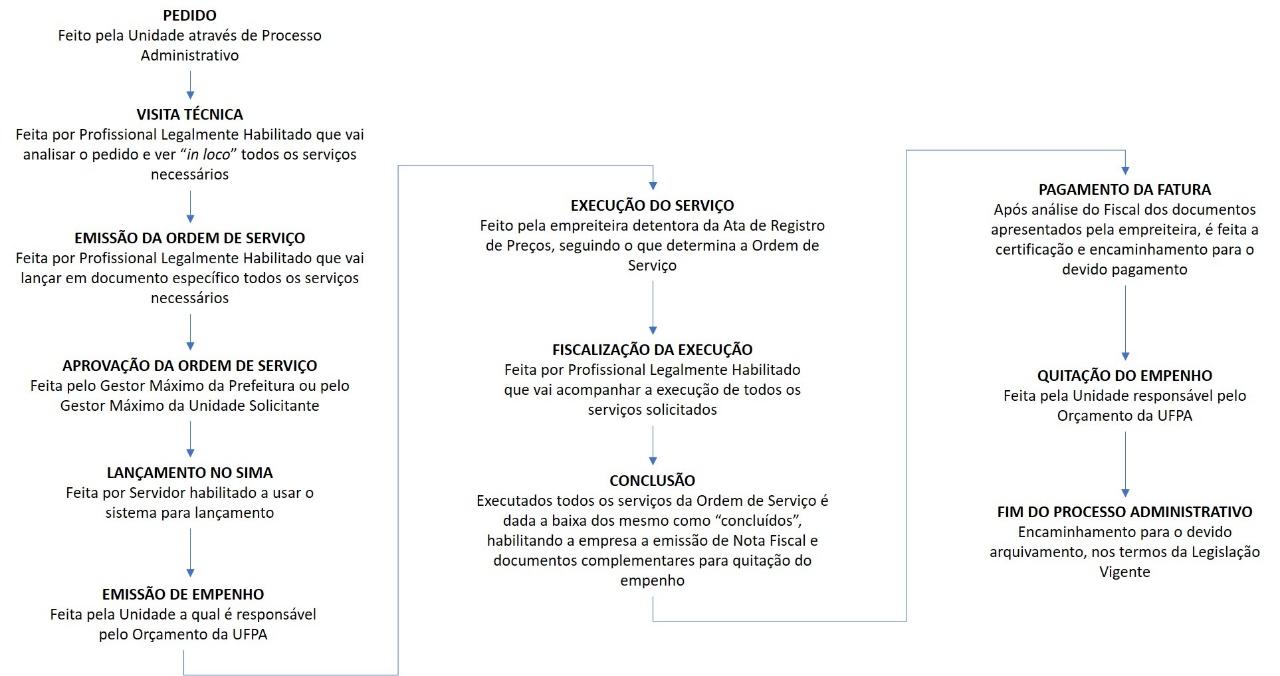 PEDIDO
Feito pela Unidade através de Processo
Administrativo
VISITA TÉCNICA
Feita por Profissional Legalmente Habilitado que vai
analisar o pedido e ver “in loco” todos os serviços
necessários
EMISSÃO DA ORDEM DE SERVIÇO
Feita por Profissional Legalmente Habilitado que vai
lançar em documento específico todos os serviços
necessários
APROVAÇÃO DA ORDEM DE SERVIÇO
Feita pelo Gestor Máximo da Prefeitura ou pelo
Gestor Máximo da Unidade Solicitante
LANÇAMENTO NO SIMA
Feita por Servidor habilitado a usar o
sistema para lançamento
EMISSÃO DE EMPENHO
Feita pela Unidade a qual é responsável
pelo Orçamento da UFPA
EXECUÇÃO DO SERVIÇO
Feito pela empreiteira detentora da Ata de Registro
de Preços, seguindo o que determina a Ordem de
Serviço
FISCALIZAÇÃO DA EXECUÇÃO
Feita por Profissional Legalmente Habilitado
que vai acompanhar a execução de todos os
serviços solicitados
CONCLUSÃO
Executados todos os serviços da Ordem de Serviço é
dada a baixa dos mesmo como “concluídos”,
habilitando a empresa a emissão de Nota Fiscal e
documentos complementares para quitação do
empenho
PAGAMENTO DA FATURA
Após análise do Fiscal dos documentos
apresentados pela empreiteira, é feita a
certificação e encaminhamento para o
devido pagamento
QUITAÇÃO DO EMPENHO
Feita pela Unidade responsável pelo
Orçamento da UFPA
FIM DO PROCESSO ADMINISTRATIVO
Encaminhamento para o devido
arquivamento, nos termos da Legislação
Vigente